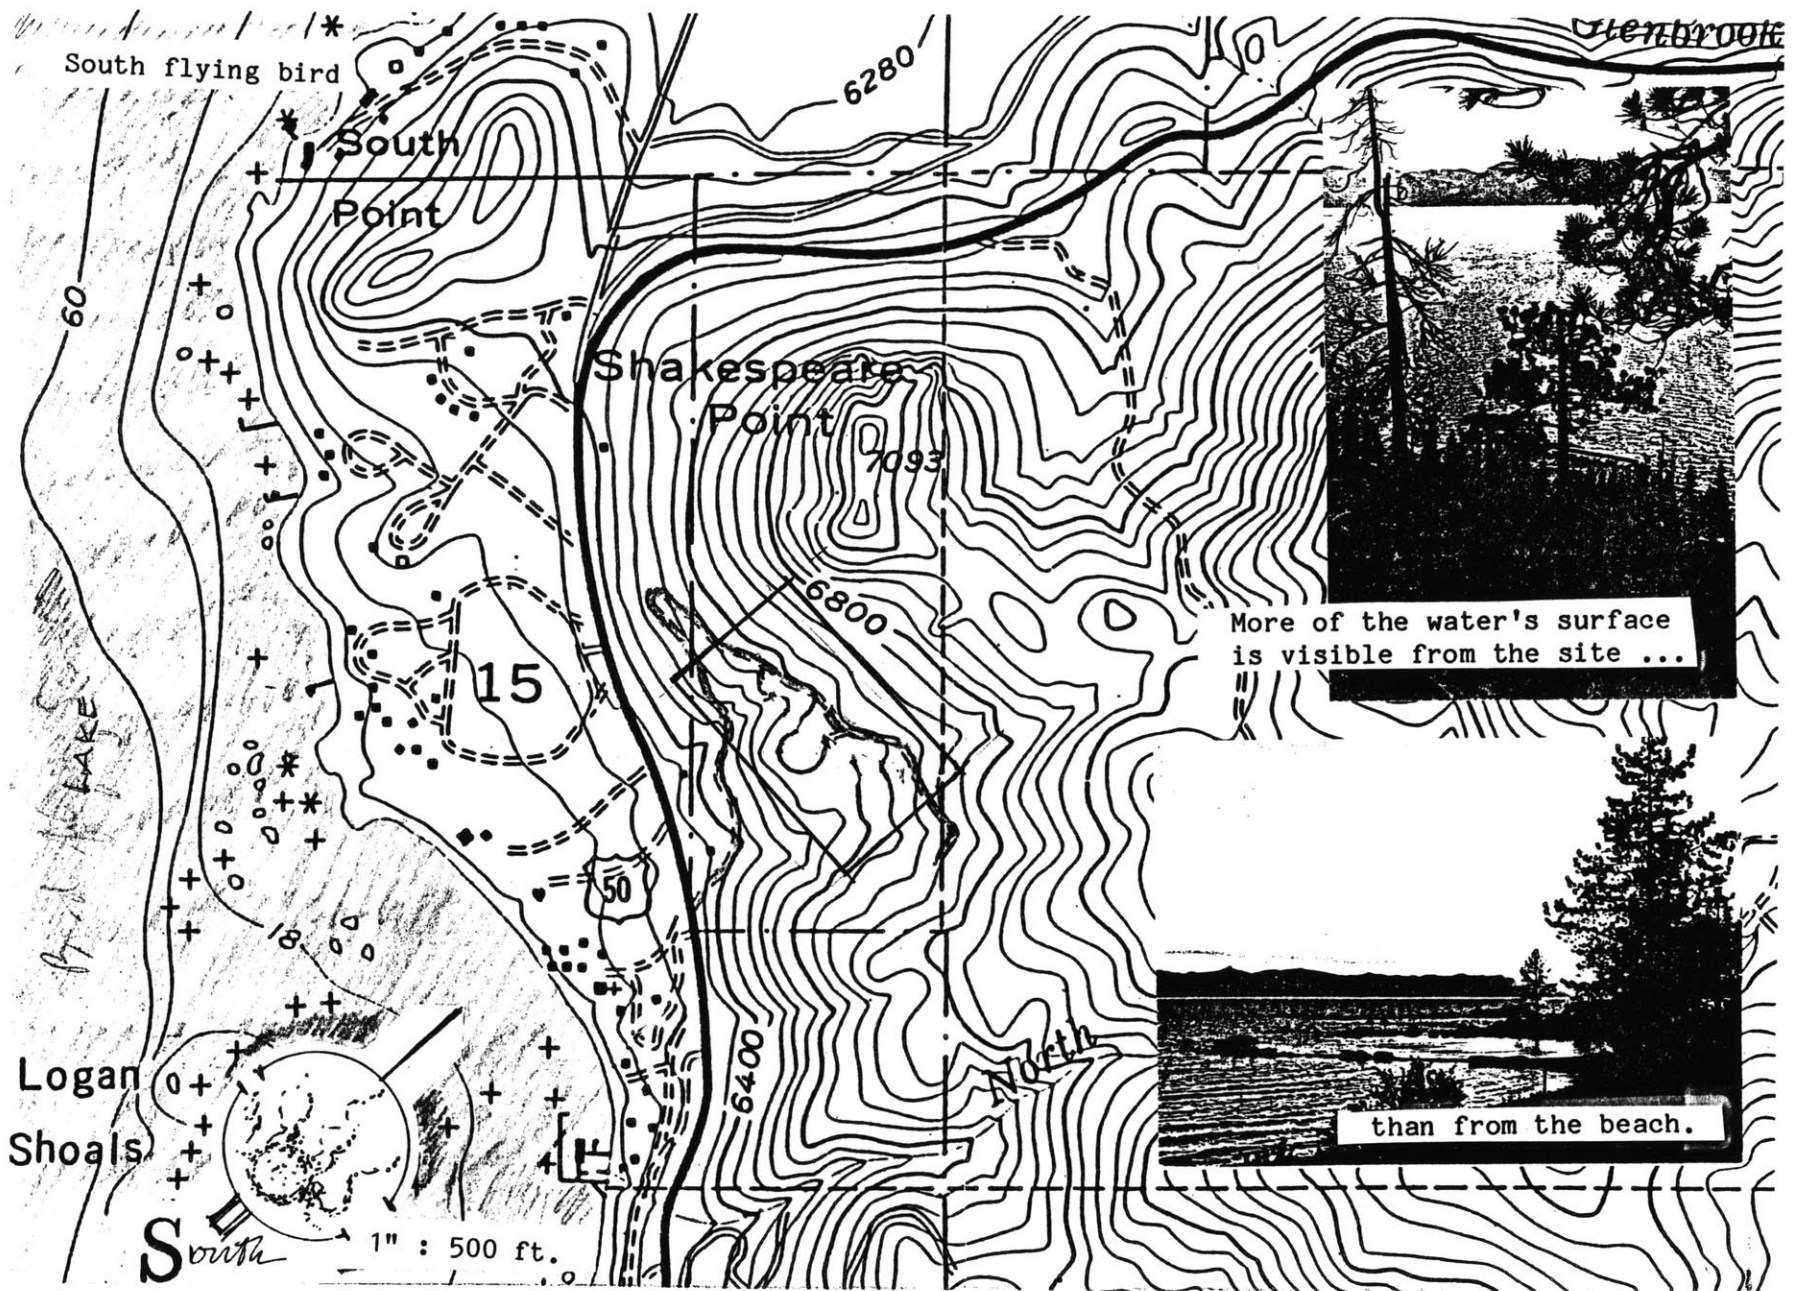 Glenbrook
South flying bird
6280
South
Point
60
Shakespeare
Point
7093
6800
More of the water's surface
is visible from the site ...
15
LAKE
50
18
6400
North
Logan
Shoals
than from the beach.
South
1" : 500 ft.